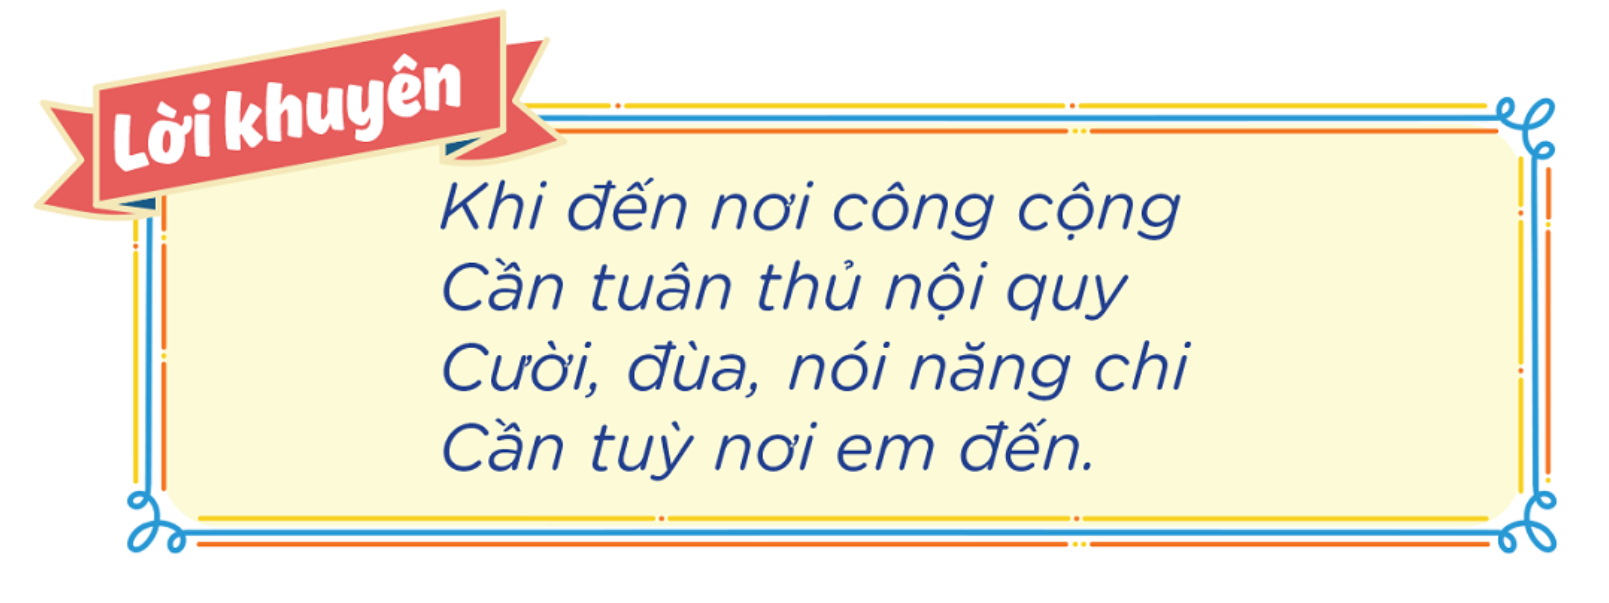 Lời khuyên
Khi đến nơi công cộng
Cần tuân thủ nội quy
Cười, đùa, nói năng chi
Cần tuỳ nơi em đến.